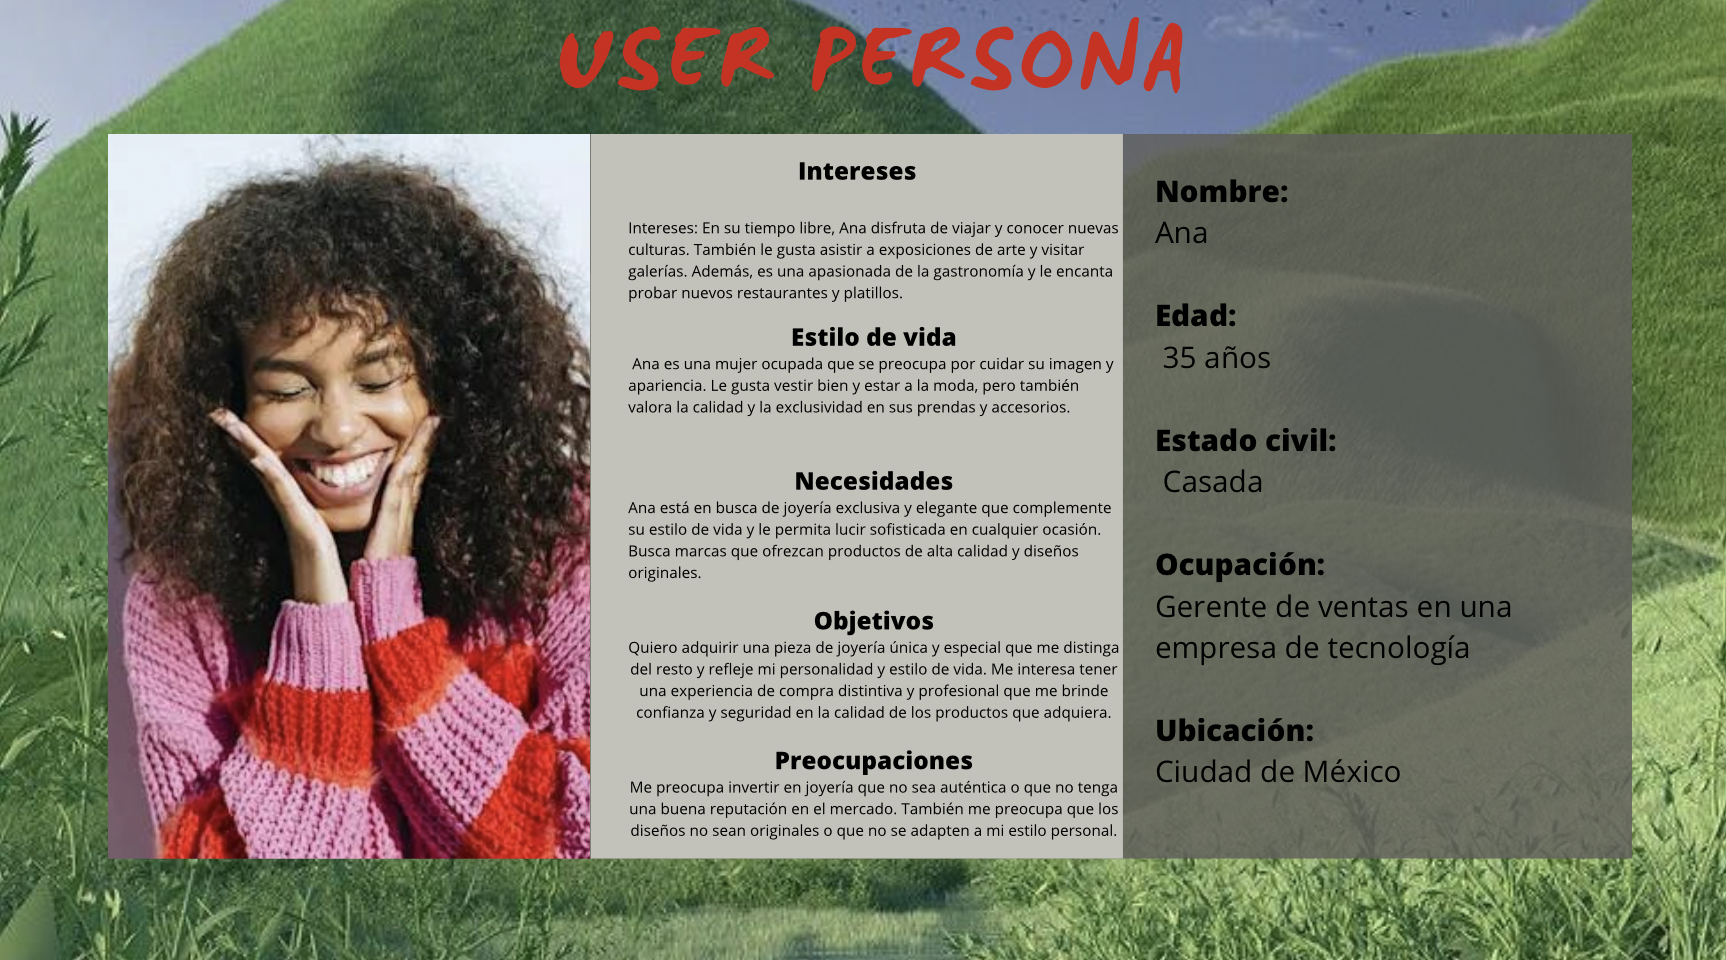 USER PERSONA
Intereses
Intereses: En su tiempo libre, Ana disfruta de viajar y conocer nuevas
culturas. También le gusta asistir a exposiciones de arte y visitar
galerías. Además, es una apasionada de la gastronomía y le encanta
probar nuevos restaurantes y platillos.
Estilo de vida
Ana es una mujer ocupada que se preocupa por cuidar su imagen y
apariencia. Le gusta vestir bien y estar a la moda, pero también
valora la calidad y la exclusividad en sus prendas y accesorios.
Necesidades
Ana está en busca de joyería exclusiva y elegante que complemente
su estilo de vida y le permita lucir sofisticada en cualquier ocasión.
Busca marcas que ofrezcan productos de alta calidad y diseños
originales.
Objetivos
Quiero adquirir una pieza de joyería única y especial que me distinga
del resto y refleje mi personalidad y estilo de vida. Me interesa tener
una experiencia de compra distintiva y profesional que me brinde
confianza y seguridad en la calidad de los productos que adquiera.
Preocupaciones
Me preocupa invertir en joyería que no sea auténtica o que no tenga
una buena reputación en el mercado. También me preocupa que los
diseños no sean originales o que no se adapten a mi estilo personal.
Nombre:
Ana
Edad:
35 años
Estado civil:
Casada
Ocupación:
Gerente de ventas en una
empresa de tecnología
Ubicación:
Ciudad de México